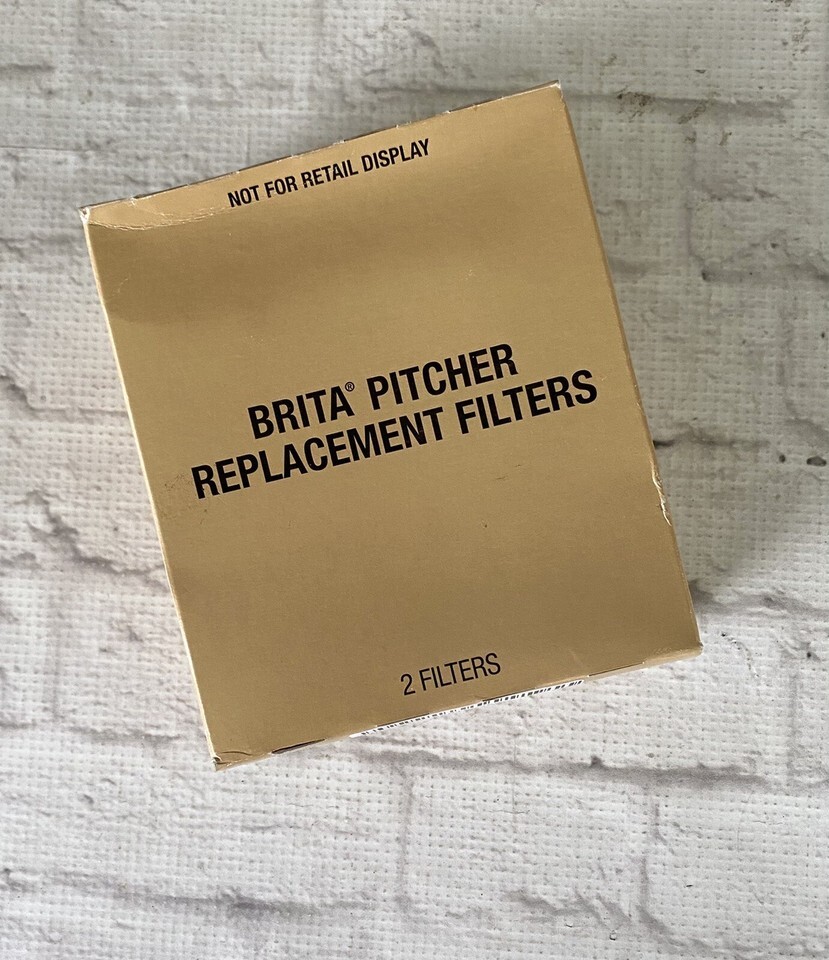 NOT FOR RETAIL DISPLAY
BRITA® PITCHER
REPLACEMENT FILTERS
2 FILTERS